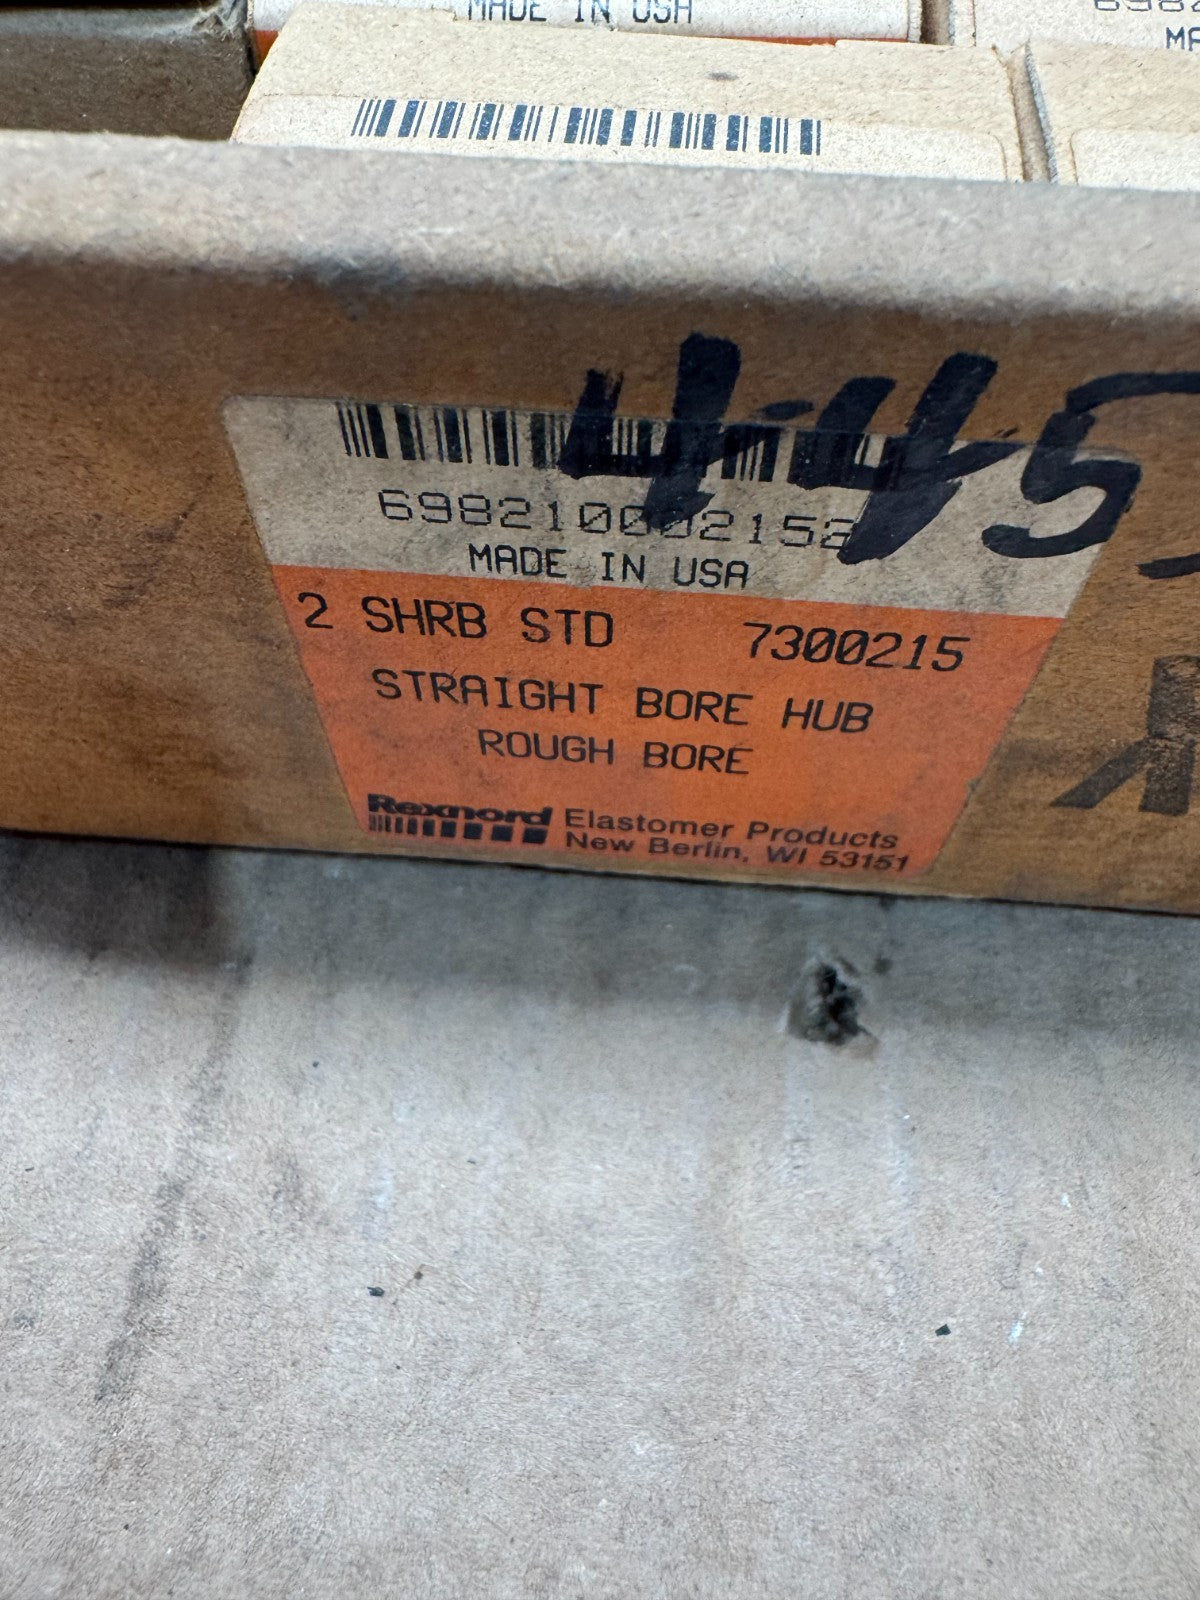 MADE IN USA
6982
445
698210002152
MADE IN USA
2 SHRB STD 7300215
STRAIGHT BORE HUB
ROUGH BORE
Rexnord Elastomer Products
New Berlin, WI 53151